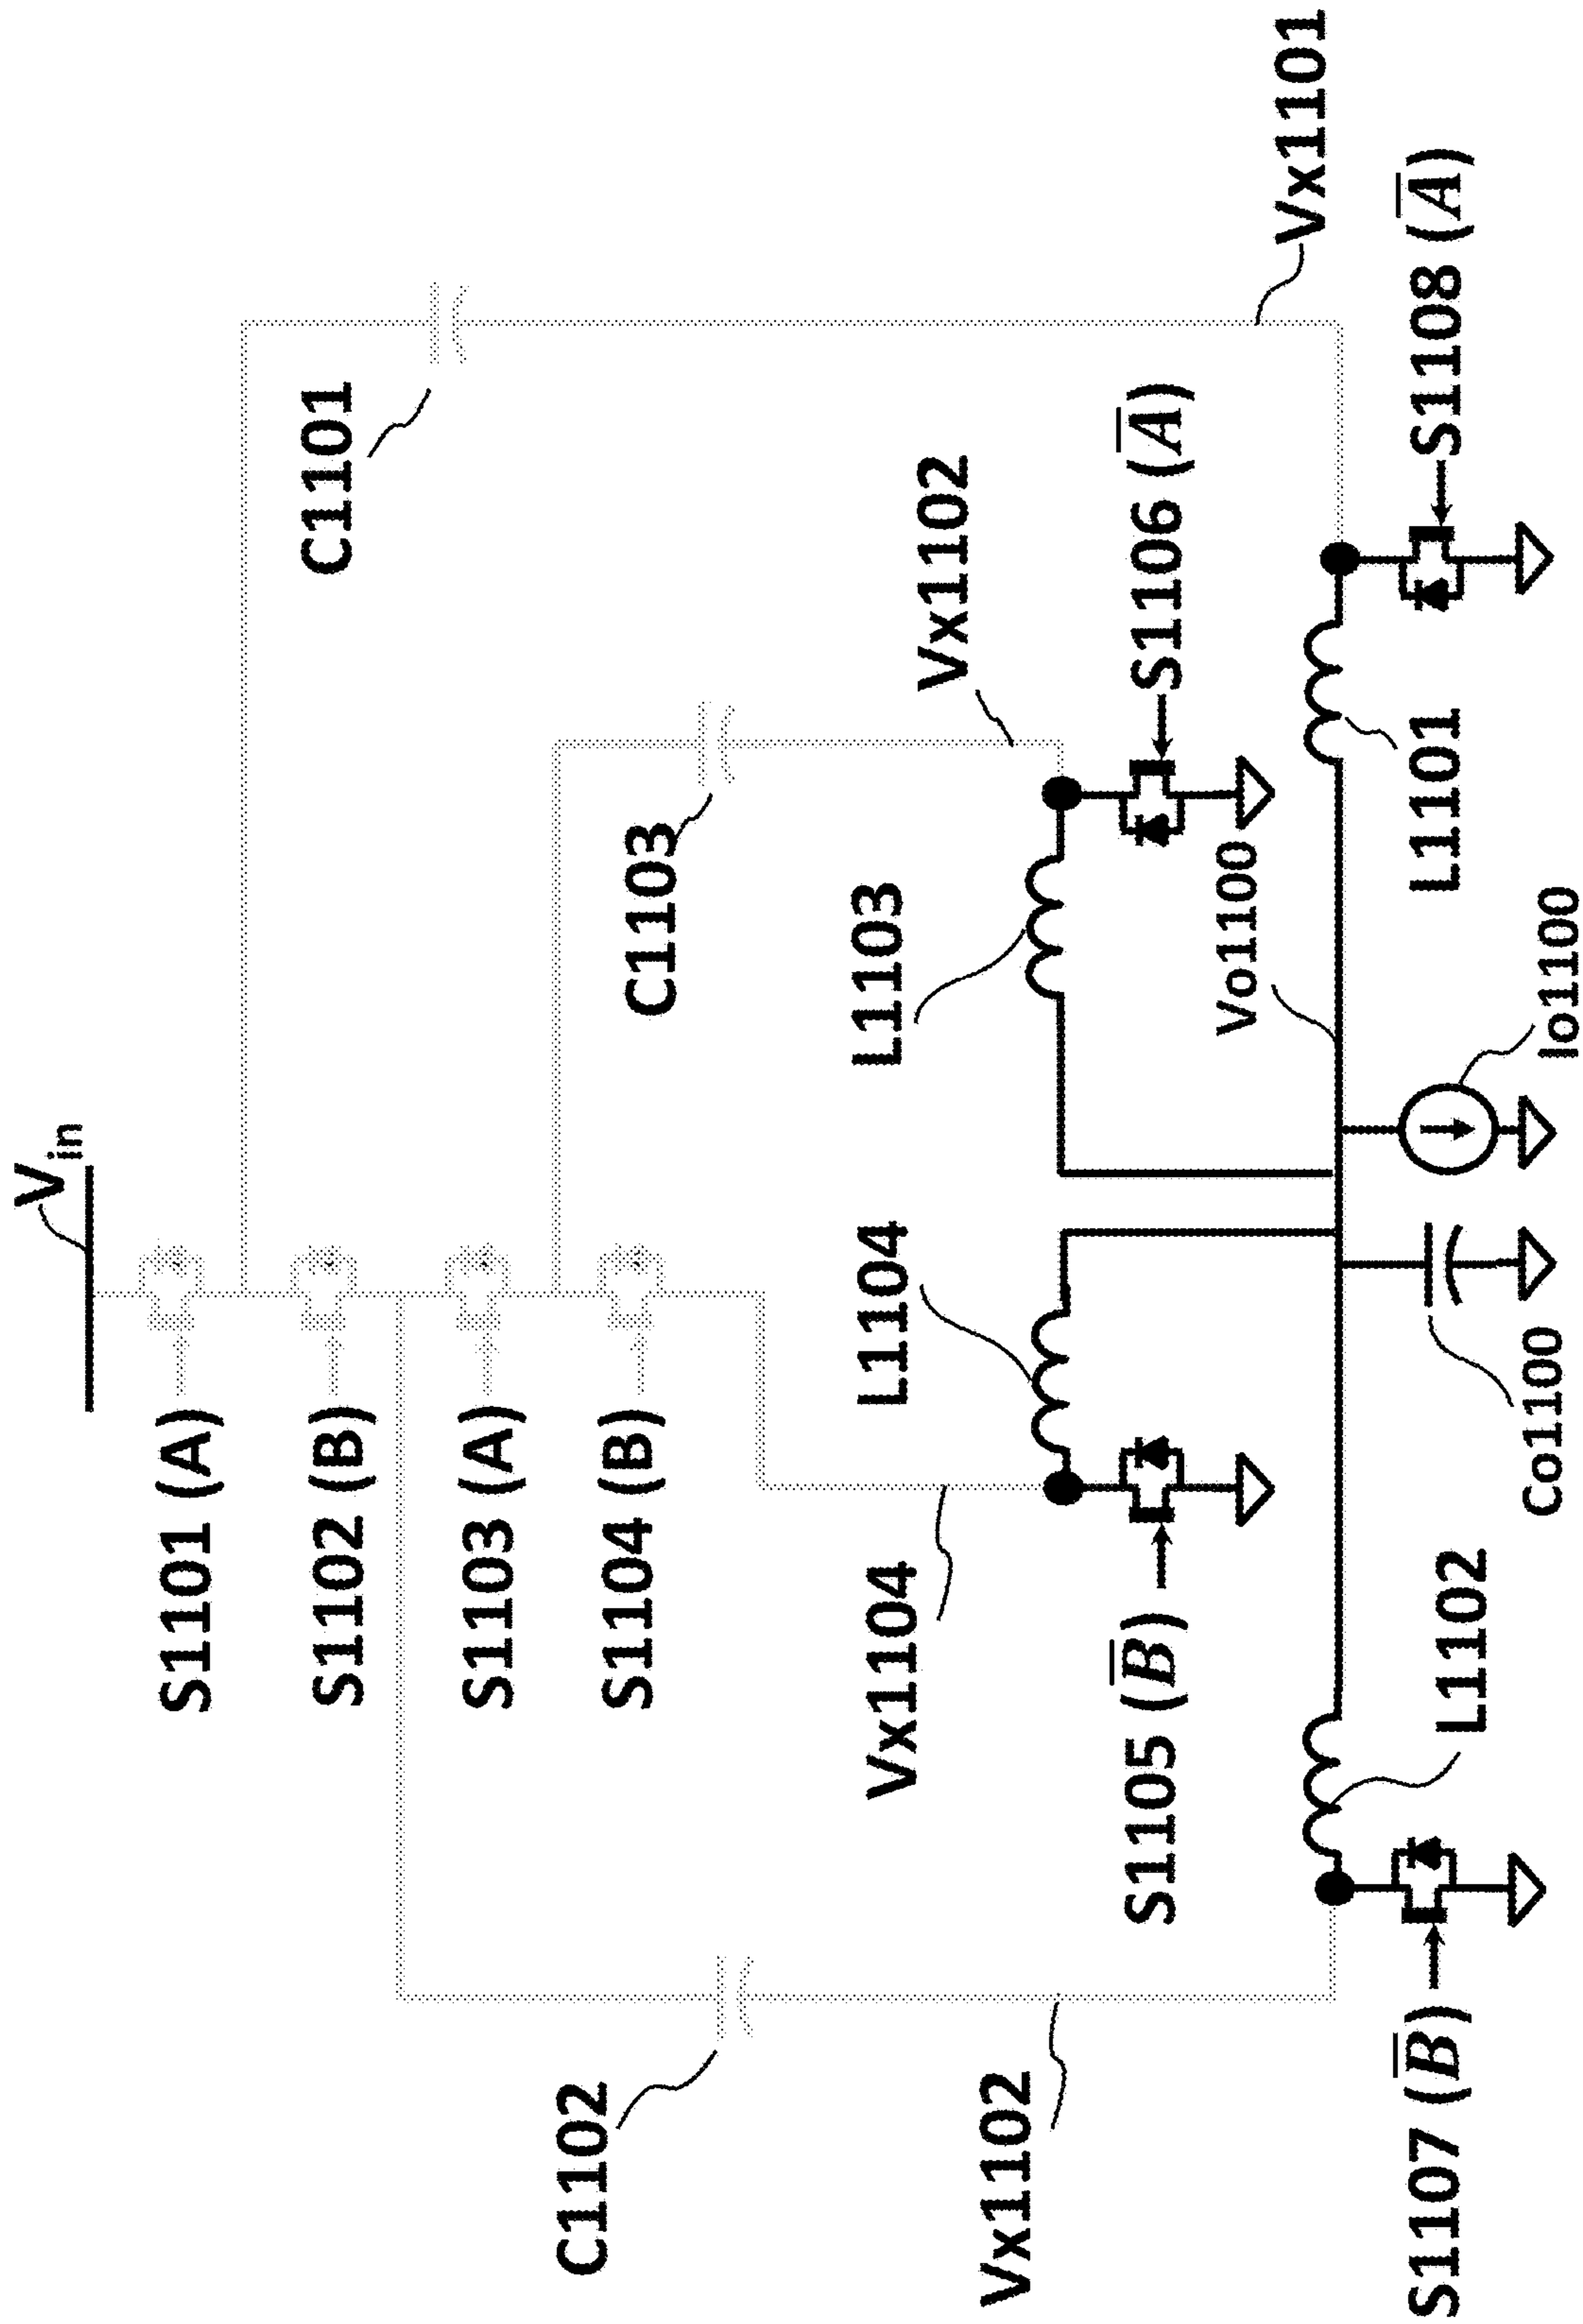 Vin
S1101 (A)
S1102 (B)
S1103 (A)
S1104 (B)
C1101
C1102
C1103
Vx1102
Vx1104
Vx1102
Vx1101
L1104
L1103
S1105 (B̅)
S1106 (A̅)
Vo1100
S1107 (B̅)
L1102
Co1100
Io1100
L1101
S1108 (A̅)